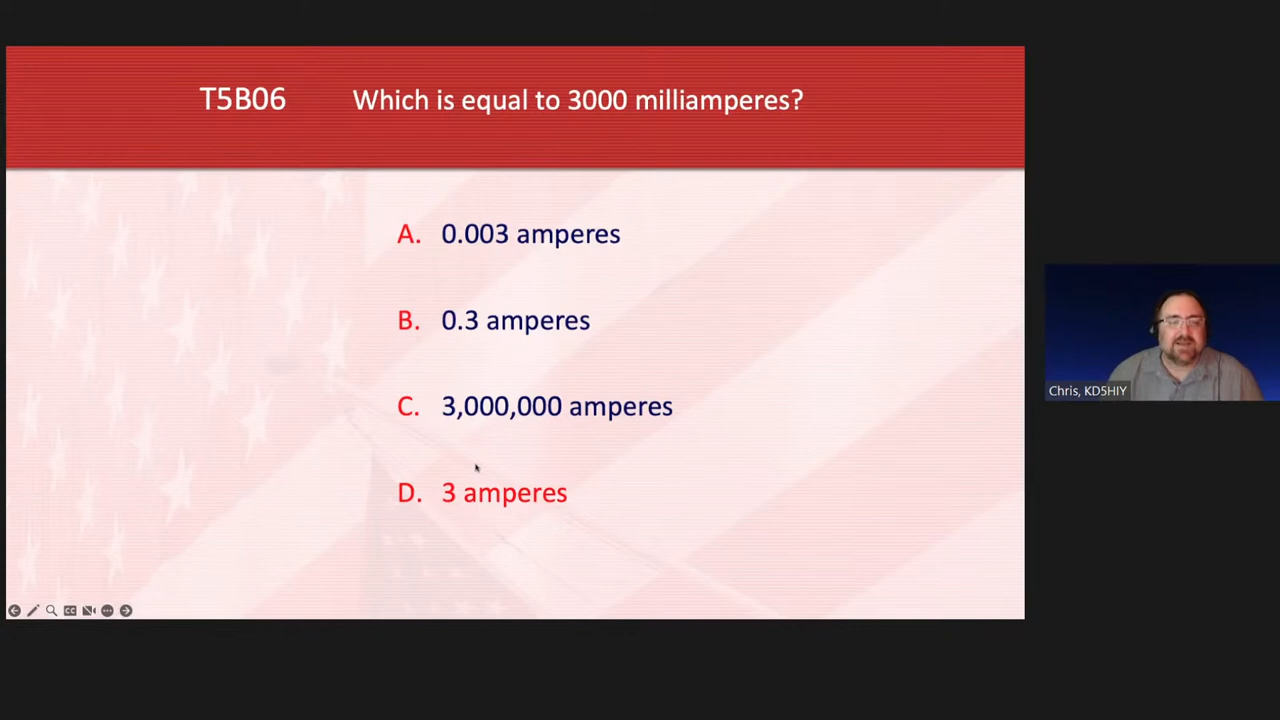 T5B06 Which is equal to 3000 milliamperes?
A. 0.003 amperes
B. 0.3 amperes
C. 3,000,000 amperes
D. 3 amperes
Chris, KD5HIY
CC